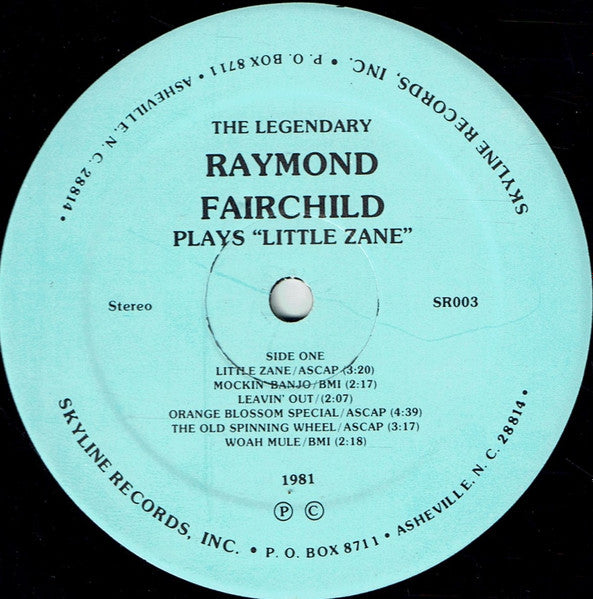 SKYLINE RECORDS, INC. • P. O. BOX 8711 • ASHEVILLE, N. C. 28814 •
THE LEGENDARY
RAYMOND
FAIRCHILD
PLAYS “LITTLE ZANE”
Stereo
SR003
SIDE ONE
LITTLE ZANE/ASCAP (3:20)
MOCKIN' BANJO/BMI (2:17)
LEAVIN' OUT/(2:07)
ORANGE BLOSSOM SPECIAL/ASCAP (4:39)
THE OLD SPINNING WHEEL/ASCAP (3:17)
WOAH MULE/BMI (2:18)
1981
Ⓟ ©
SKYLINE RECORDS, INC. • P. O. BOX 8711 • ASHEVILLE, N. C. 28814 •